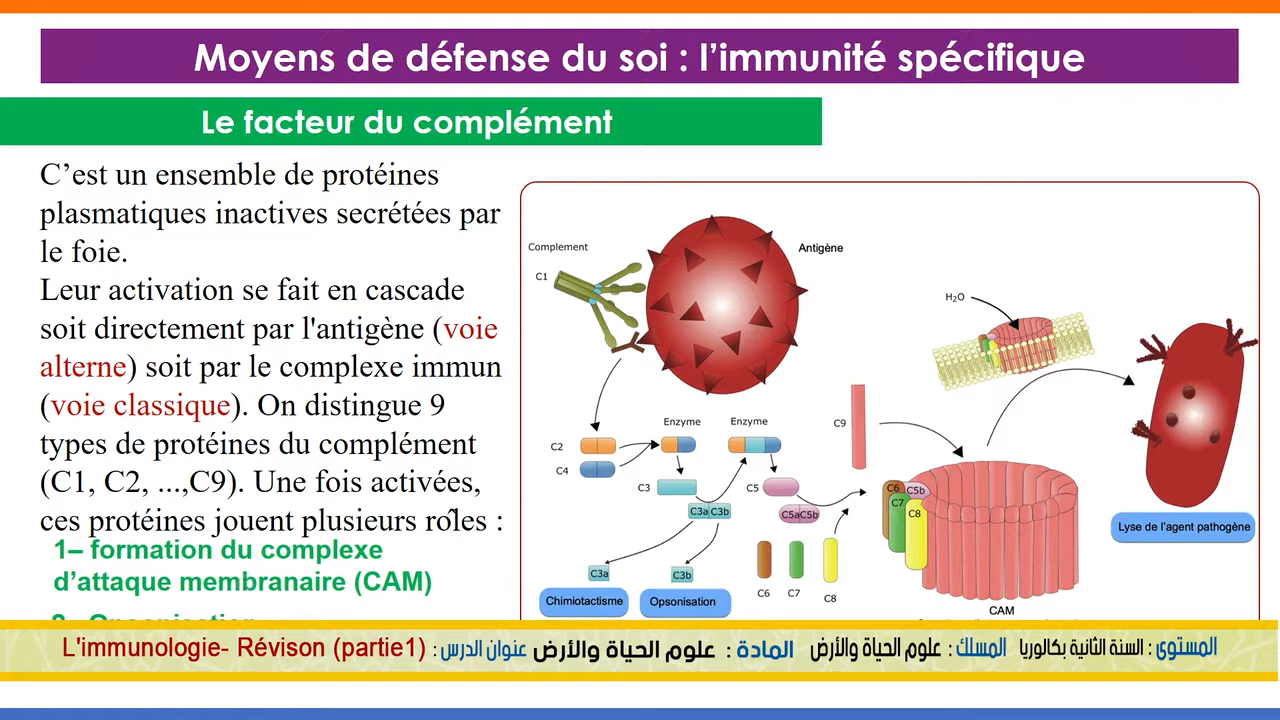 Moyens de défense du soi : l’immunité spécifique
Le facteur du complément
C’est un ensemble de protéines
plasmatiques inactives secrétées par
le foie.
Leur activation se fait en cascade
soit directement par l'antigène (voie
alterne) soit par le complexe immun
(voie classique). On distingue 9
types de protéines du complément
(C1, C2, ...,C9). Une fois activées,
ces protéines jouent plusieurs rôles :
1– formation du complexe
d’attaque membranaire (CAM)
Complement
C1
Antigène
H2O
Enzyme
Enzyme
C2
C4
C3
C3a C3b
C5
C5a C5b
C9
C6
C5b
C7
C8
C3a
C3b
C6
C7
C8
Chimiotactisme
Opsonisation
CAM
Lyse de l’agent pathogène
المستوى : السنة الثانية بكالوريا المسلك : علوم الحياة والأرض المادة : علوم الحياة والأرض عنوان الدرس : L'immunologie- Révison (partie1)